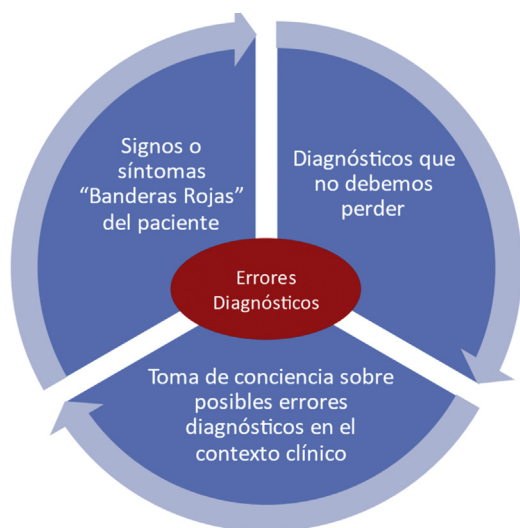 Signos o
síntomas
“Banderas Rojas”
del paciente
Diagnósticos que
no debemos
perder
Errores
Diagnósticos
Toma de conciencia sobre
posibles errores
diagnósticos en el
contexto clínico